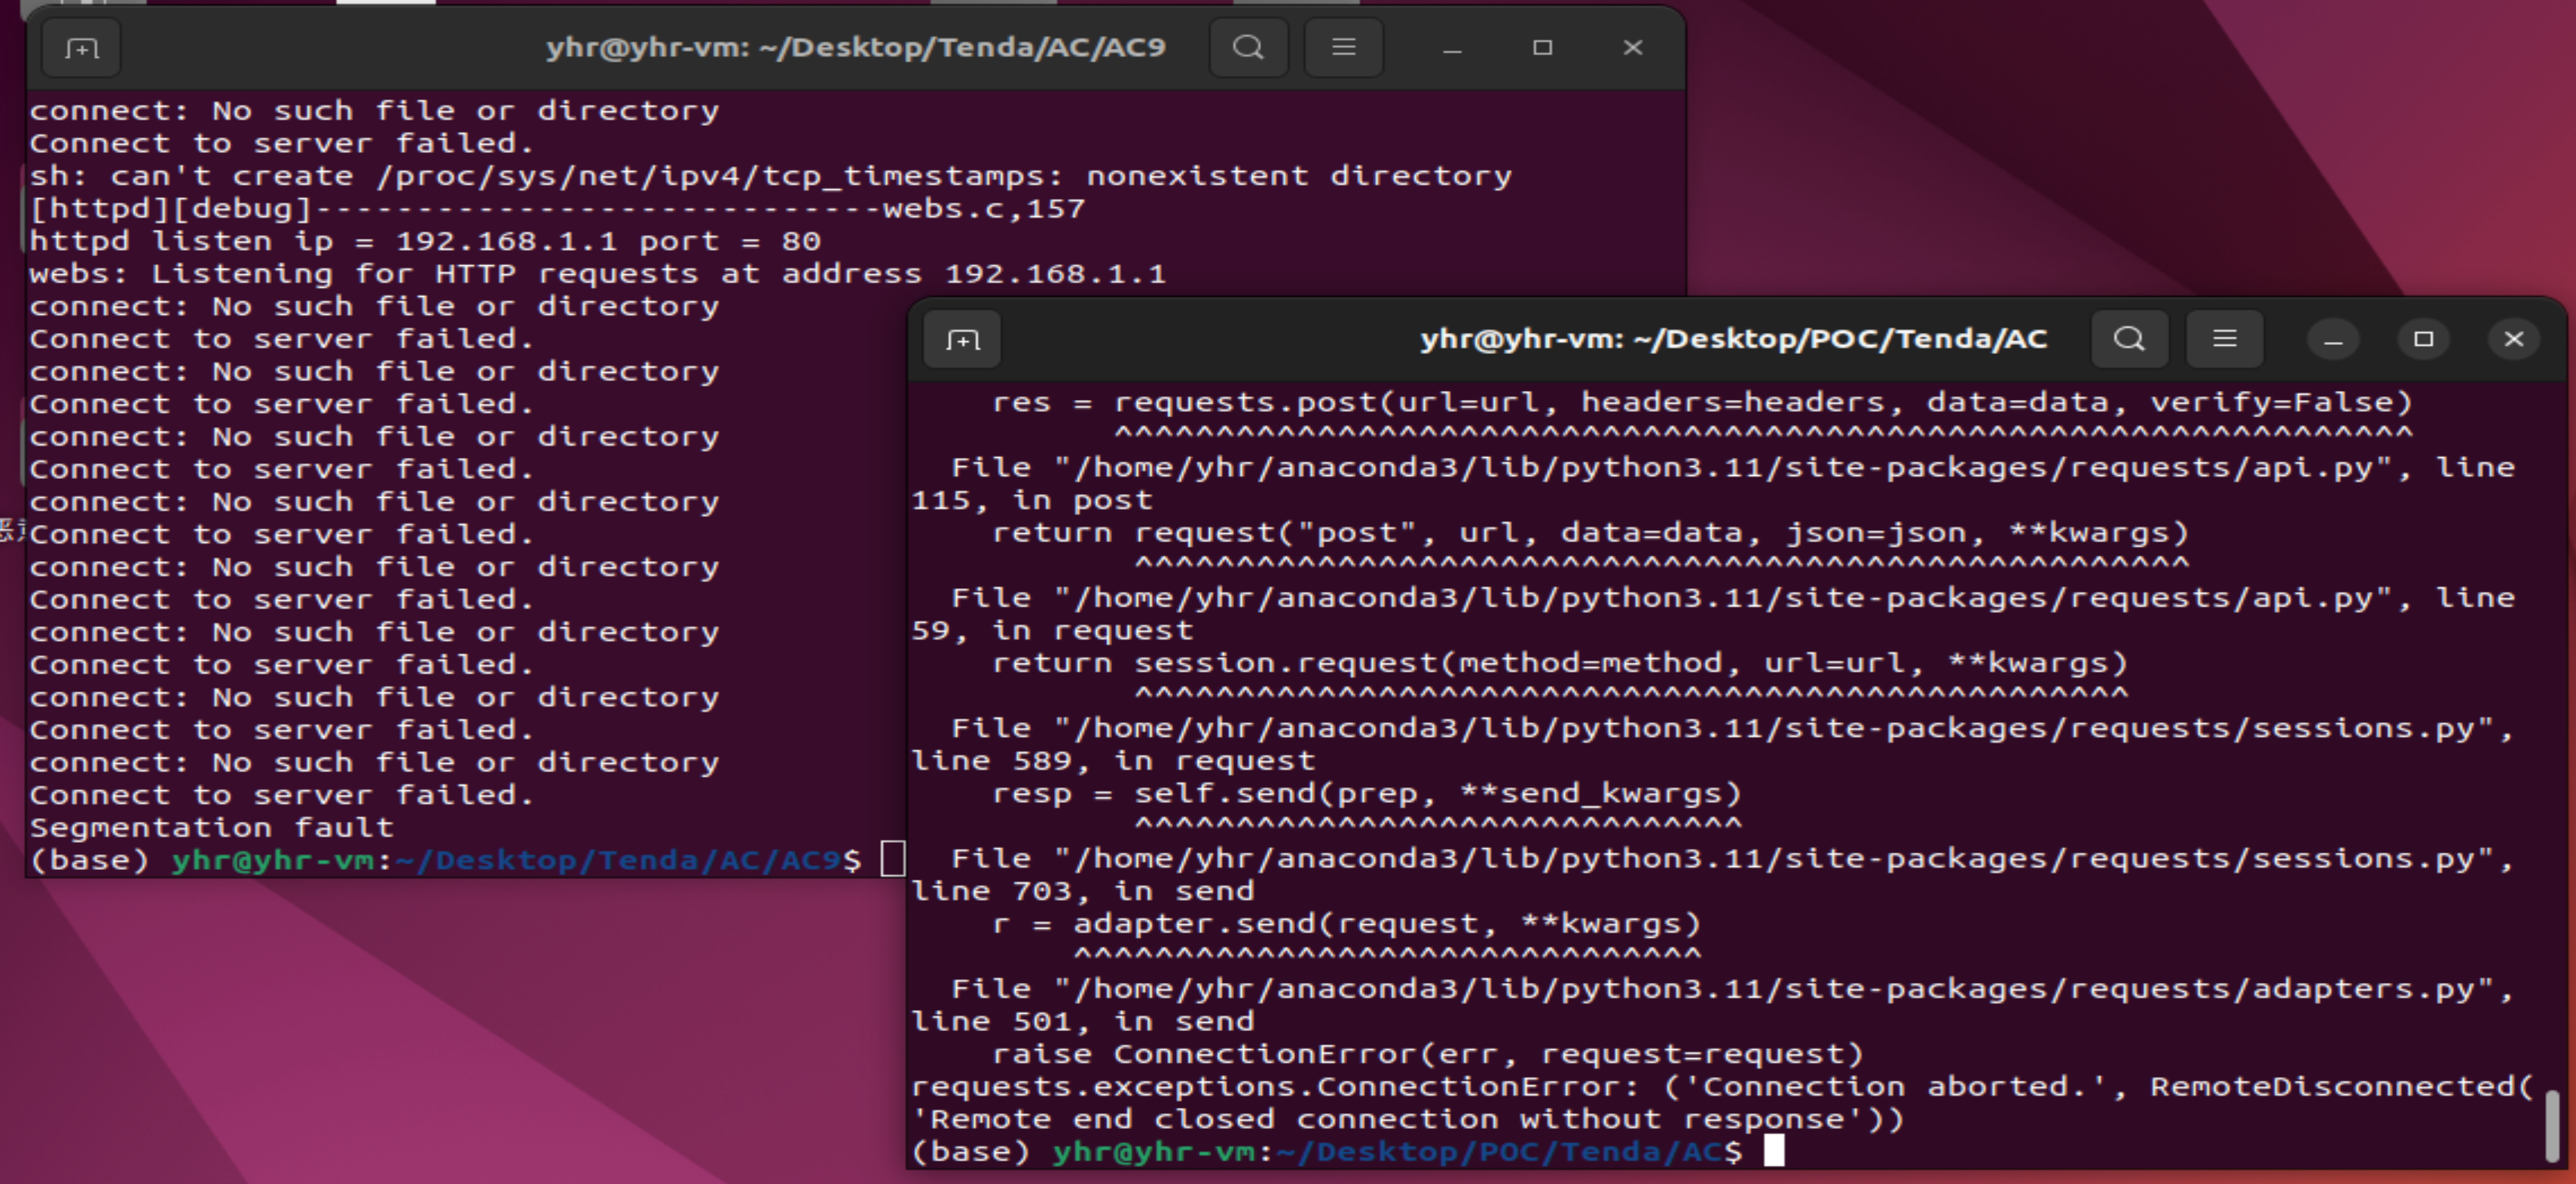 yhr@yhr-vm: ~/Desktop/Tenda/AC/AC9
connect: No such file or directory
Connect to server failed.
sh: can't create /proc/sys/net/ipv4/tcp_timestamps: nonexistent directory
[httpd][debug]----------------------------webs.c,157
httpd listen ip = 192.168.1.1 port = 80
webs: Listening for HTTP requests at address 192.168.1.1
connect: No such file or directory
Connect to server failed.
connect: No such file or directory
Connect to server failed.
connect: No such file or directory
Connect to server failed.
connect: No such file or directory
Connect to server failed.
connect: No such file or directory
Connect to server failed.
connect: No such file or directory
Connect to server failed.
connect: No such file or directory
Connect to server failed.
connect: No such file or directory
Connect to server failed.
Segmentation fault
(base) yhr@yhr-vm:~/Desktop/Tenda/AC/AC9$
yhr@yhr-vm: ~/Desktop/POC/Tenda/AC
    res = requests.post(url=url, headers=headers, data=data, verify=False)
          ^^^^^^^^^^^^^^^^^^^^^^^^^^^^^^^^^^^^^^^^^^^^^^^^^^^^^^^^^^^^^^^^
  File "/home/yhr/anaconda3/lib/python3.11/site-packages/requests/api.py", line
115, in post
    return request("post", url, data=data, json=json, **kwargs)
           ^^^^^^^^^^^^^^^^^^^^^^^^^^^^^^^^^^^^^^^^^^^^^^^^^^^^
  File "/home/yhr/anaconda3/lib/python3.11/site-packages/requests/api.py", line
59, in request
    return session.request(method=method, url=url, **kwargs)
           ^^^^^^^^^^^^^^^^^^^^^^^^^^^^^^^^^^^^^^^^^^^^^^^^^
  File "/home/yhr/anaconda3/lib/python3.11/site-packages/requests/sessions.py",
line 589, in request
    resp = self.send(prep, **send_kwargs)
           ^^^^^^^^^^^^^^^^^^^^^^^^^^^^^^
  File "/home/yhr/anaconda3/lib/python3.11/site-packages/requests/sessions.py",
line 703, in send
    r = adapter.send(request, **kwargs)
        ^^^^^^^^^^^^^^^^^^^^^^^^^^^^^^^
  File "/home/yhr/anaconda3/lib/python3.11/site-packages/requests/adapters.py",
line 501, in send
    raise ConnectionError(err, request=request)
requests.exceptions.ConnectionError: ('Connection aborted.', RemoteDisconnected(
'Remote end closed connection without response'))
(base) yhr@yhr-vm:~/Desktop/POC/Tenda/AC$